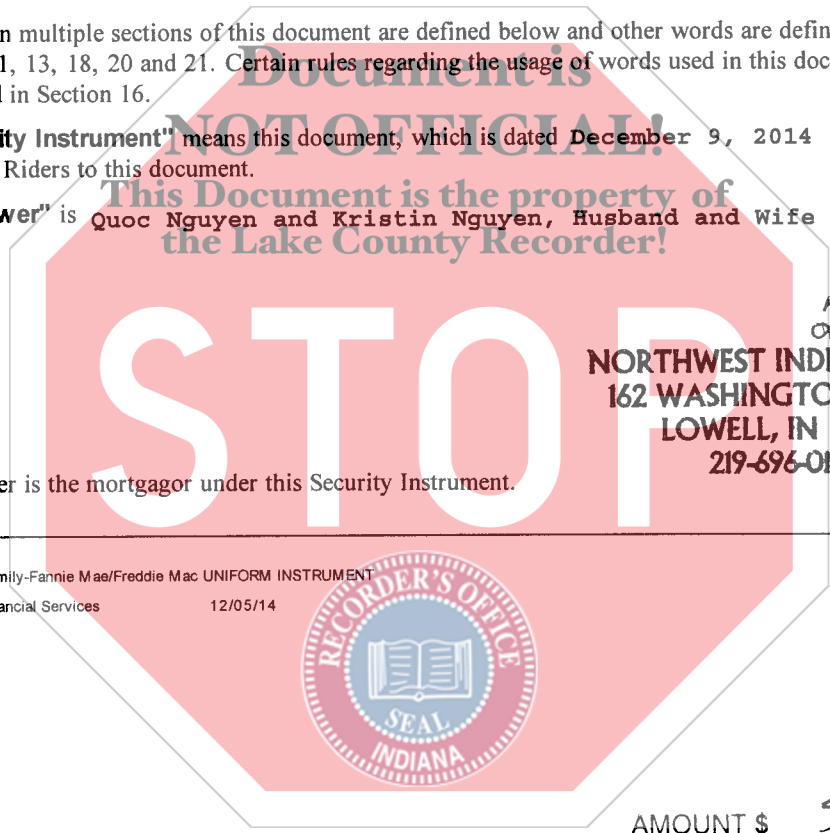 n multiple sections of this document are defined below and other words are defin
1, 13, 18, 20 and 21. Certain rules regarding the usage of words used in this doc
l in Section 16.
Document is
ity Instrument" means this document, which is dated December 9, 2014
NOT OFFICIAL!
Riders to this document.
This Document is the property of
wer" is Quoc Nguyen and Kristin Nguyen, Husband and Wife
the Lake County Recorder!
STOP
NORTHWEST INDI
162 WASHINGTO
LOWELL, IN
219-696-01
er is the mortgagor under this Security Instrument.
mily-Fannie Mae/Freddie Mac UNIFORM INSTRUMENT
ancial Services 12/05/14
RECORDER'S OFFICE
SEAL
INDIANA
AMOUNT $